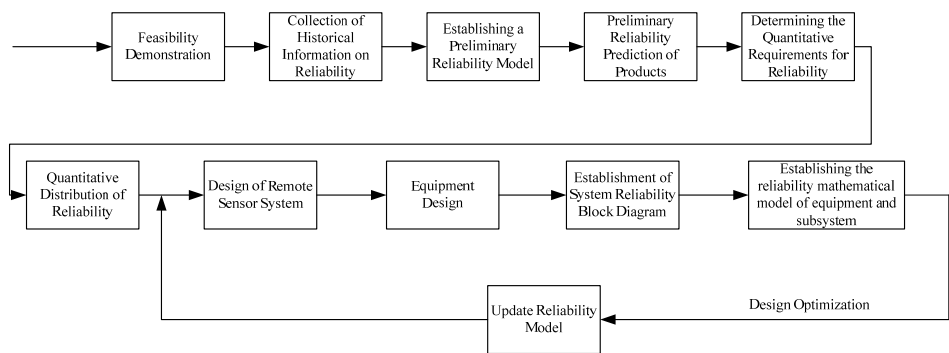 Feasibility
Demonstration
Collection of
Historical
Information on
Reliability
Establishing a
Preliminary
Reliability Model
Preliminary
Reliability
Prediction of
Products
Determining the
Quantitative
Requirements for
Reliability
Quantitative
Distribution of
Reliability
Design of Remote
Sensor System
Equipment
Design
Establishment of
System Reliability
Block Diagram
Establishing the
reliability mathematical
model of equipment and
subsystem
Update Reliability
Model
Design Optimization